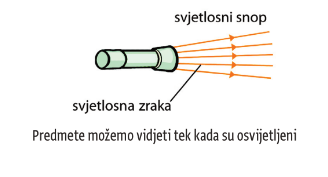 svjetlosni snop
svjetlosna zraka
Predmete možemo vidjeti tek kada su osvijetljeni